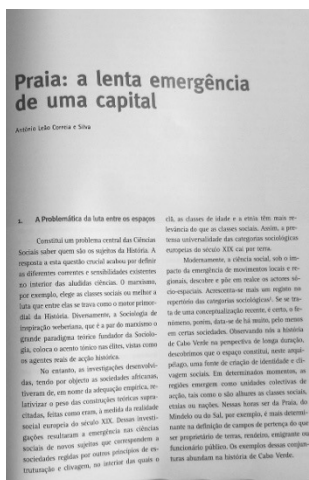 Praia: a lenta emergência
de uma capital
António Leão Correia e Silva
1. A Problemática da luta entre os espaços
Constitui um problema central das Ciências
Sociais saber quem são os sujeitos da História. A
resposta a esta questão crucial acabou por definir
as diferentes correntes e sensibilidades existentes
no interior das aludidas ciências. O marxismo,
por exemplo, elege as classes sociais ou melhor a
luta que entre elas se trava como o motor primor-
dial da História. Diversamente, a Sociologia de
inspiração weberiana, que é a par do marxismo o
grande paradigma teórico fundador da Sociolo-
gia, coloca o acento tónico nas elites, vistas como
os agentes reais de acção histórica.
No entanto, as investigações desenvolvi-
das, tendo por objecto as sociedades africanas,
tiveram de, em nome da adequação empírica, re-
lativizar o peso das construções teóricas supra-
citadas, feitas como eram, à medida da realidade
social europeia do século XIX. Dessas investi-
gações resultaram a emergência nas ciências
sociais de novos sujeitos que correspondem a
sociedades regidas por outros princípios de es-
truturação e clivagem, no interior das quais o
clã, as classes de idade e a etnia têm mais re-
levância do que as classes sociais. Assim, a pre-
tensa universalidade das categorias sociológicas
europeias do século XIX cai por terra.
Modernamente, a ciência social, sob o im-
pacto da emergência de movimentos locais e re-
gionais, descobre e põe em realce os actores só-
cio-espaciais. Acrescenta-se mais um registo no
repertório das categorias sociológicas¹. Se se tra-
ta de uma conceptualização recente, é certo, o fe-
nómeno, porém, data-se de há muito, pelo menos
em certas sociedades. Observando nós a história
de Cabo Verde na perspectiva de longa duração,
descobrimos que o espaço constitui, neste arqui-
pélago, uma frente de criação de identidade e cli-
vagem sociais. Em determinados momentos, as
regiões emergem como unidades colectivas de
acção, tais como o são alhures as classes sociais,
etnias ou nações. Nessas horas ser da Praia, do
Mindelo ou do Sal, por exemplo, é mais determi-
nante na definição de campos de pertença do que
ser proprietário de terras, rendeiro, emigrante ou
funcionário público. Os exemplos dessas conjun-
turas abundam na história de Cabo Verde.